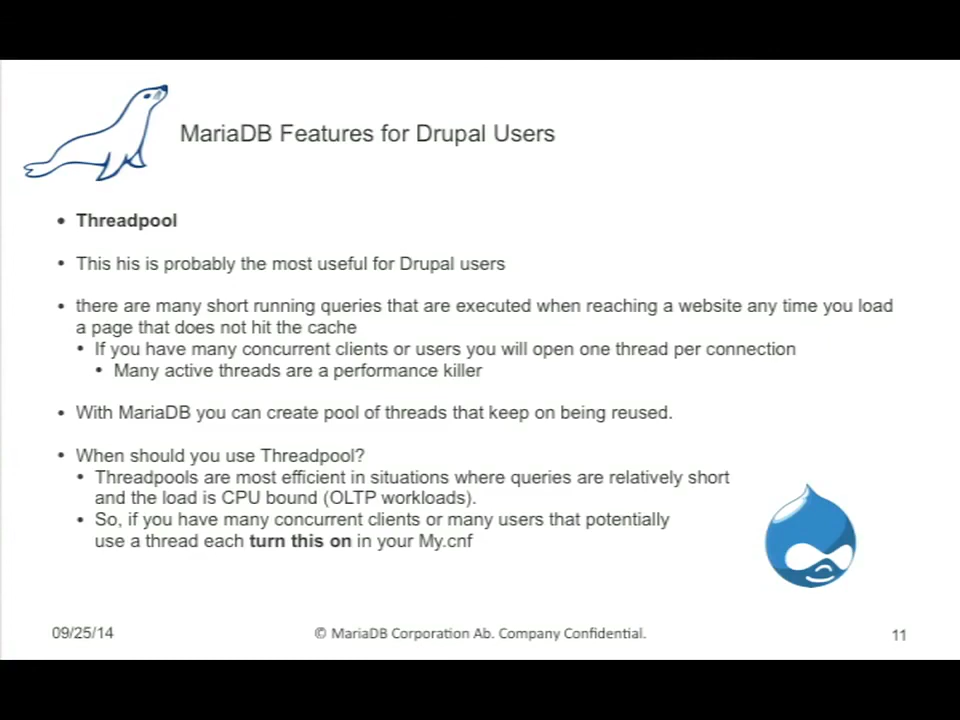 MariaDB Features for Drupal Users
• Threadpool
• This his is probably the most useful for Drupal users
• there are many short running queries that are executed when reaching a website any time you load
a page that does not hit the cache
• If you have many concurrent clients or users you will open one thread per connection
• Many active threads are a performance killer
• With MariaDB you can create pool of threads that keep on being reused.
• When should you use Threadpool?
• Threadpools are most efficient in situations where queries are relatively short
and the load is CPU bound (OLTP workloads).
• So, if you have many concurrent clients or many users that potentially
use a thread each turn this on in your My.cnf
09/25/14
© MariaDB Corporation Ab. Company Confidential.
11